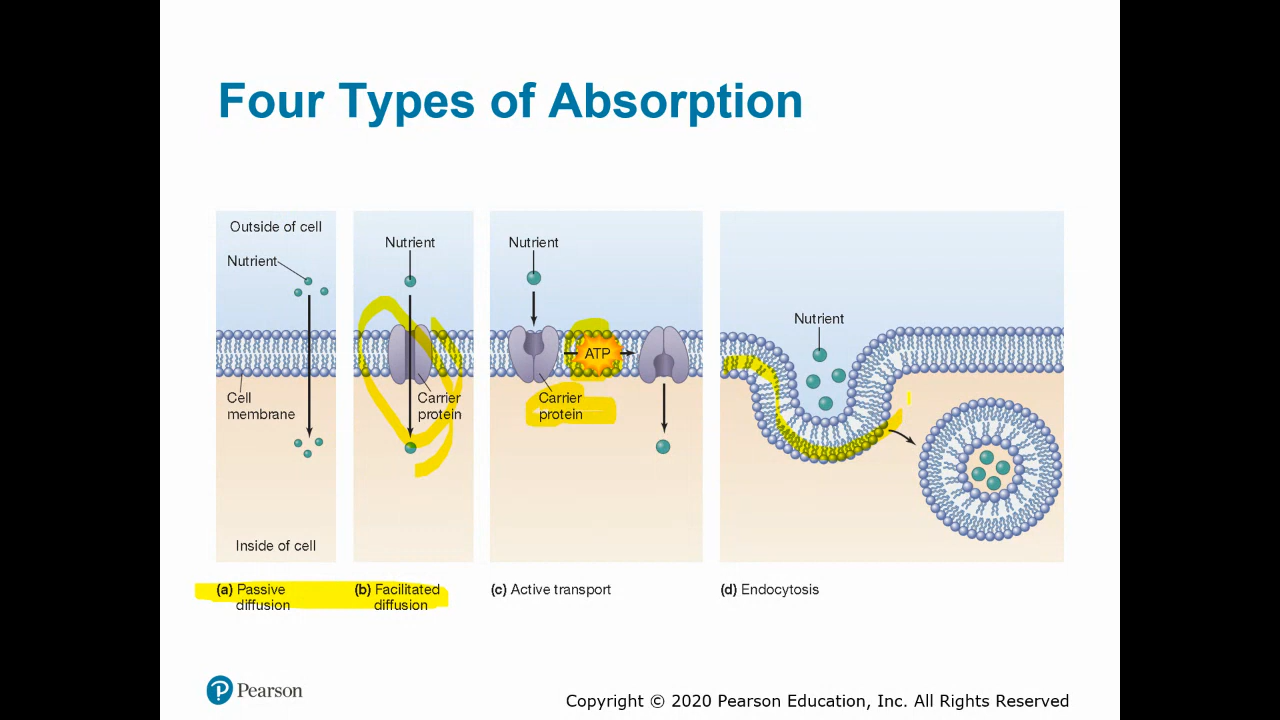 Four Types of Absorption
Outside of cell
Nutrient
Cell
membrane
Inside of cell
(a) Passive
diffusion
Nutrient
Carrier
protein
(b) Facilitated
diffusion
Nutrient
ATP
Carrier
protein
(c) Active transport
Nutrient
(d) Endocytosis
Pearson
Copyright © 2020 Pearson Education, Inc. All Rights Reserved